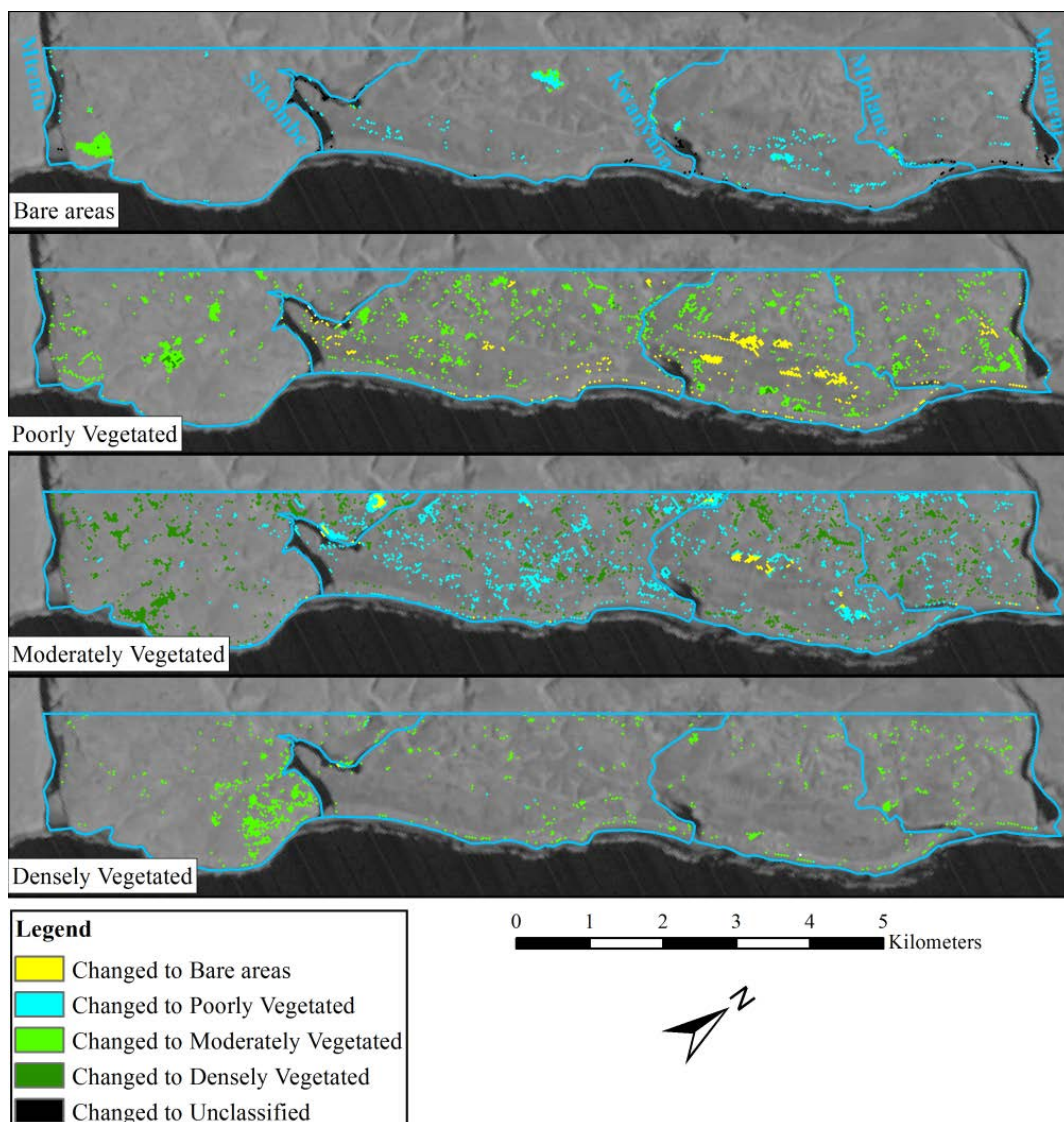 Mtentu
Sikombe
Kwanyana
Mtolane
Bare areas
Poorly Vegetated
Moderately Vegetated
Densely Vegetated
Legend
Changed to Bare areas
Changed to Poorly Vegetated
Changed to Moderately Vegetated
Changed to Densely Vegetated
Changed to Unclassified
0 1 2 3 4 5
Kilometers
N